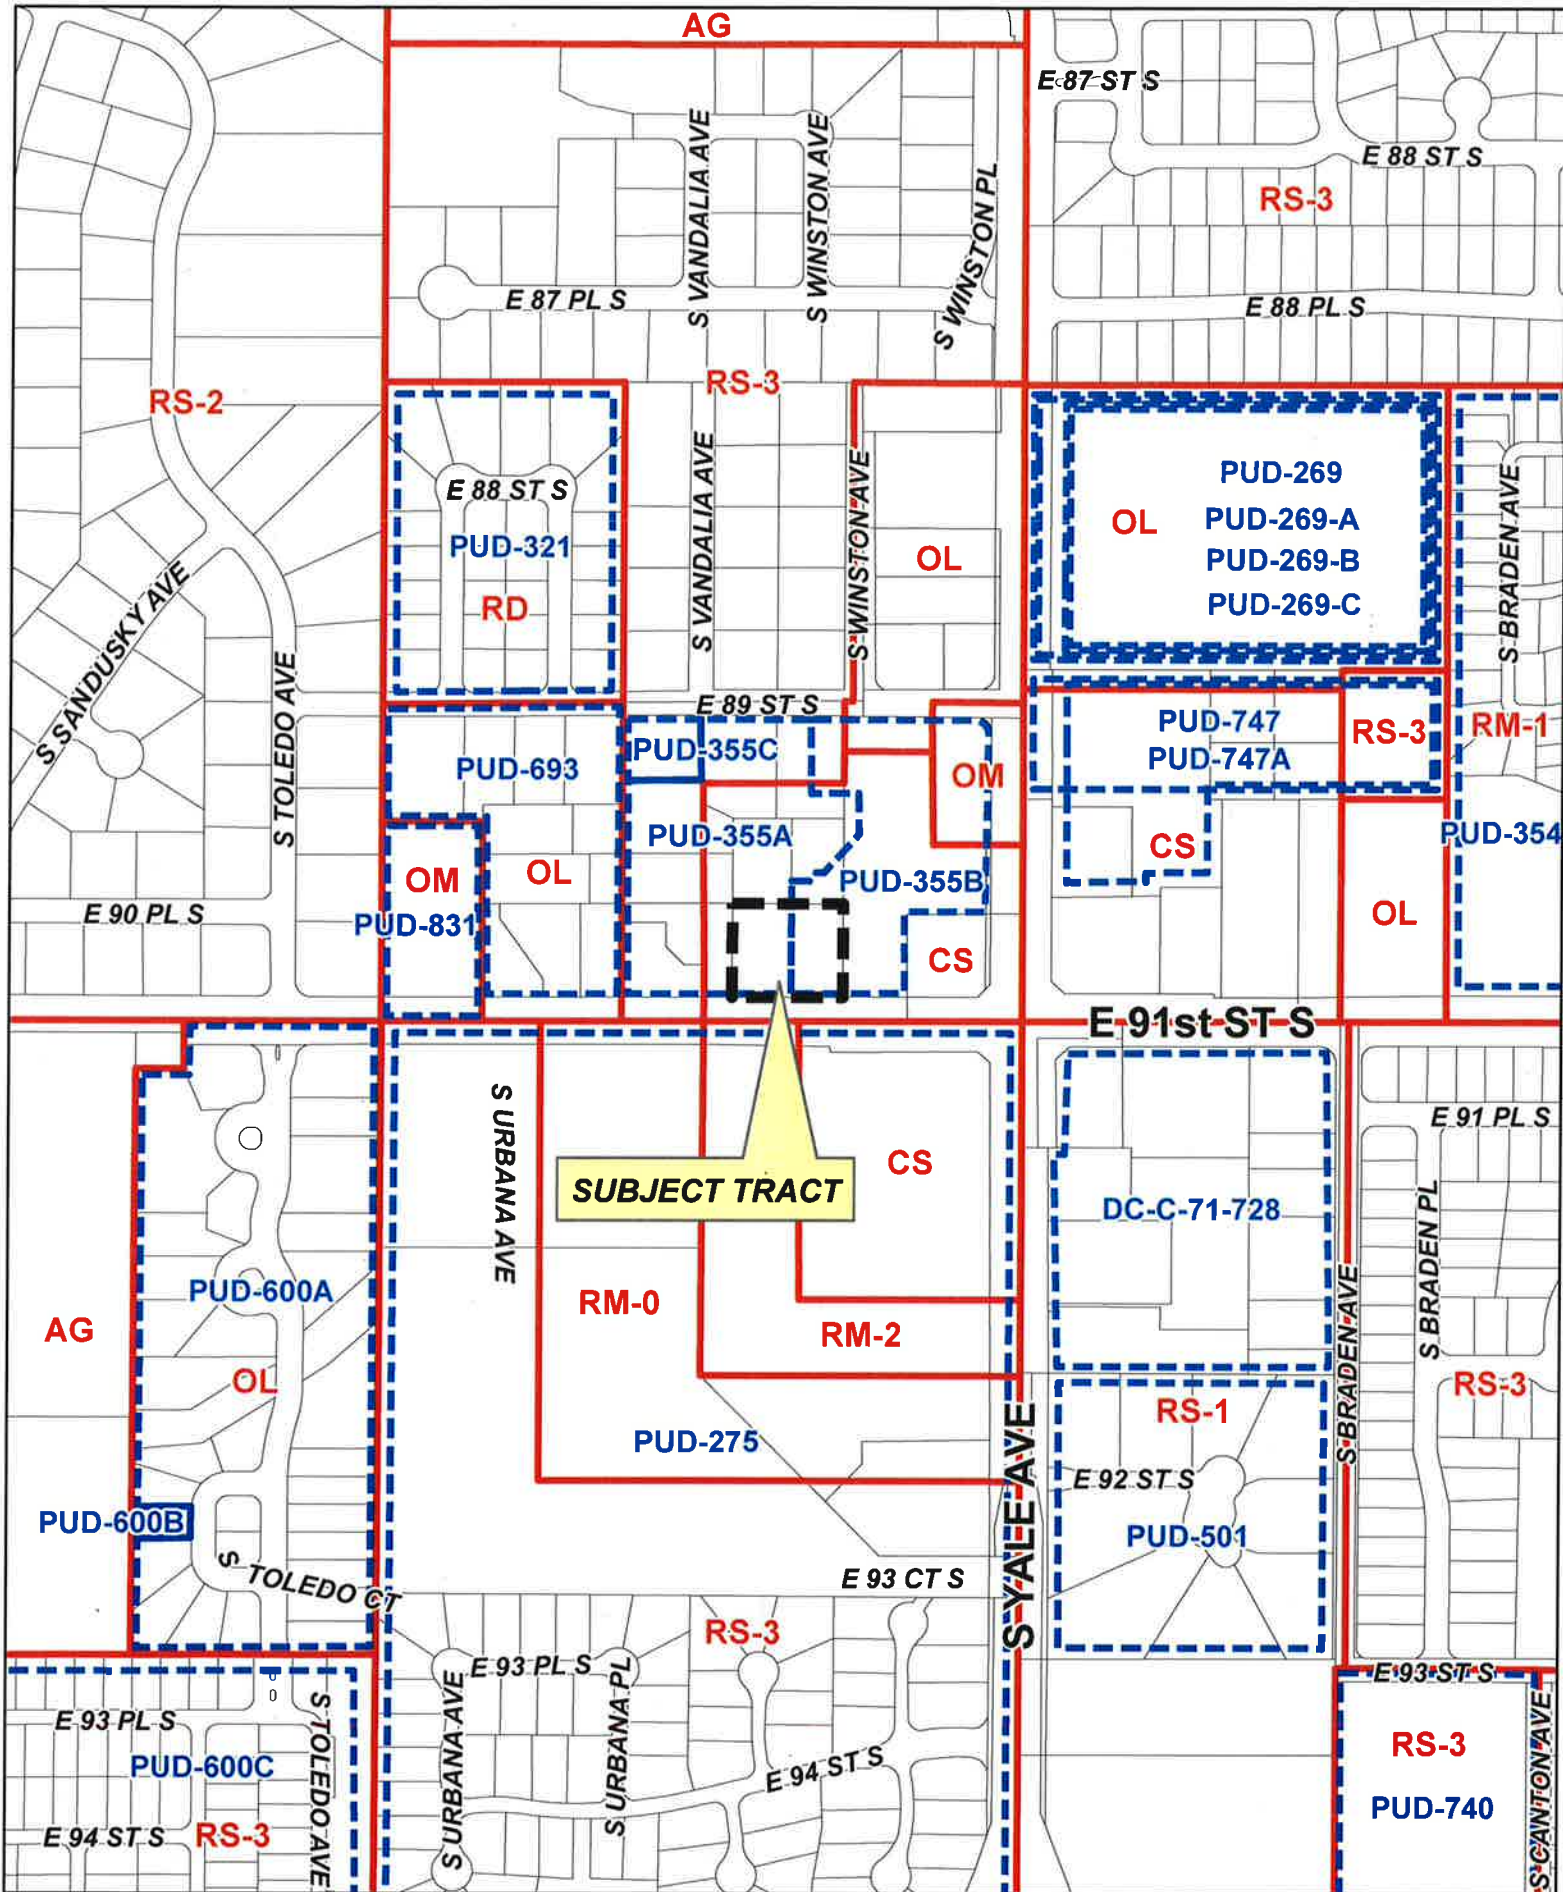 AG
E 87 ST S
E 88 ST S
RS-3
S VANDALIA AVE
S WINSTON AVE
S WINSTON PL
E 87 PL S
E 88 PL S
RS-2
RS-3
E 88 ST S
PUD-321
RD
S VANDALIA AVE
S WINSTON AVE
OL
OL
PUD-269
PUD-269-A
PUD-269-B
PUD-269-C
S BRADEN AVE
S SANDUSKY AVE
S TOLEDO AVE
E 89 ST S
PUD-355C
PUD-693
OM
PUD-747
PUD-747A
RS-3
RM-1
PUD-355A
PUD-354
CS
OM
OL
PUD-355B
PUD-831
E 90 PL S
OL
CS
E 91st ST S
S URBANA AVE
E 91 PL S
SUBJECT TRACT
CS
DC-C-71-728
S BRADEN PL
PUD-600A
AG
RM-0
RM-2
S BRADEN AVE
OL
RS-1
RS-3
PUD-275
S YALE AVE
E 92 ST S
PUD-600B
PUD-501
S TOLEDO CT
E 93 CT S
RS-3
E 93 PL S
E 93 ST S
S URBANA AVE
S URBANA PL
E 93 PL S
S TOLEDO AVE
PUD-600C
E 94 ST S
RS-3
PUD-740
S CANTON AVE
E 94 ST S
RS-3